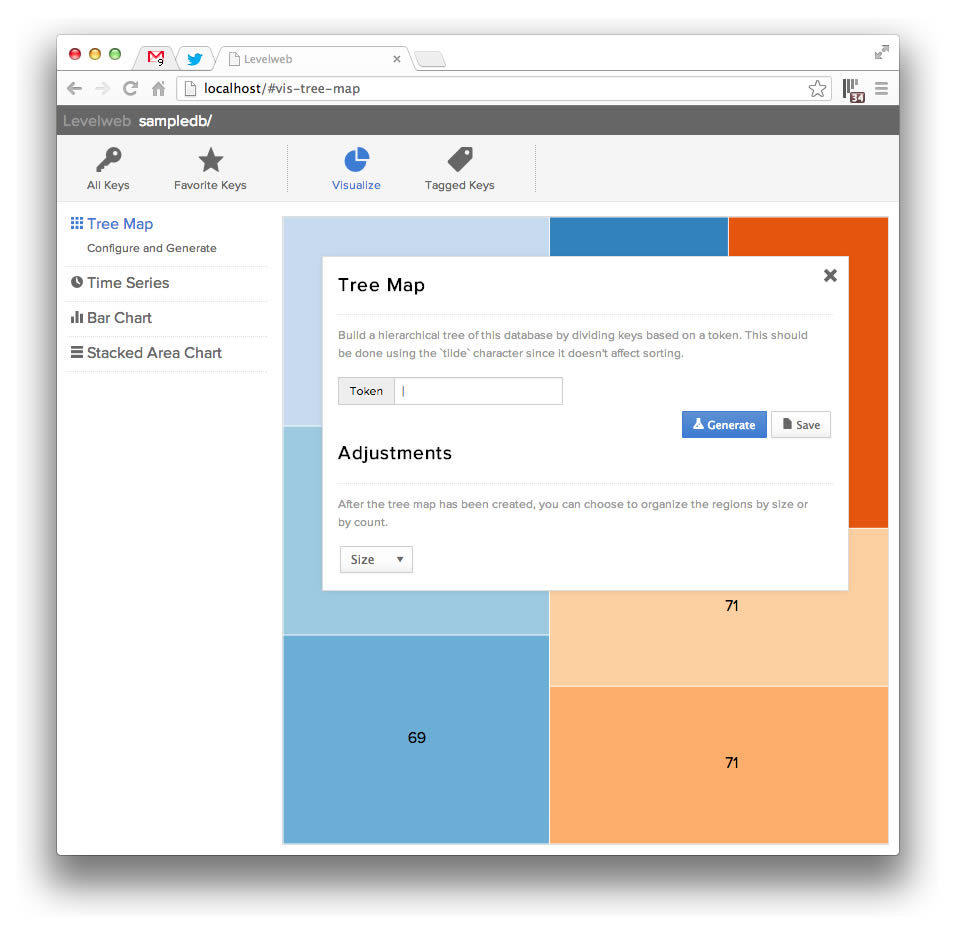 9
Levelweb
localhost/#vis-tree-map
34
Levelweb sampledb/
All Keys
Favorite Keys
Visualize
Tagged Keys
Tree Map
Configure and Generate
Time Series
Bar Chart
Stacked Area Chart
Tree Map
Build a hierarchical tree of this database by dividing keys based on a token. This should
be done using the `tilde` character since it doesn't affect sorting.
Token
Generate
Save
Adjustments
After the tree map has been created, you can choose to organize the regions by size or
by count.
Size
71
69
71